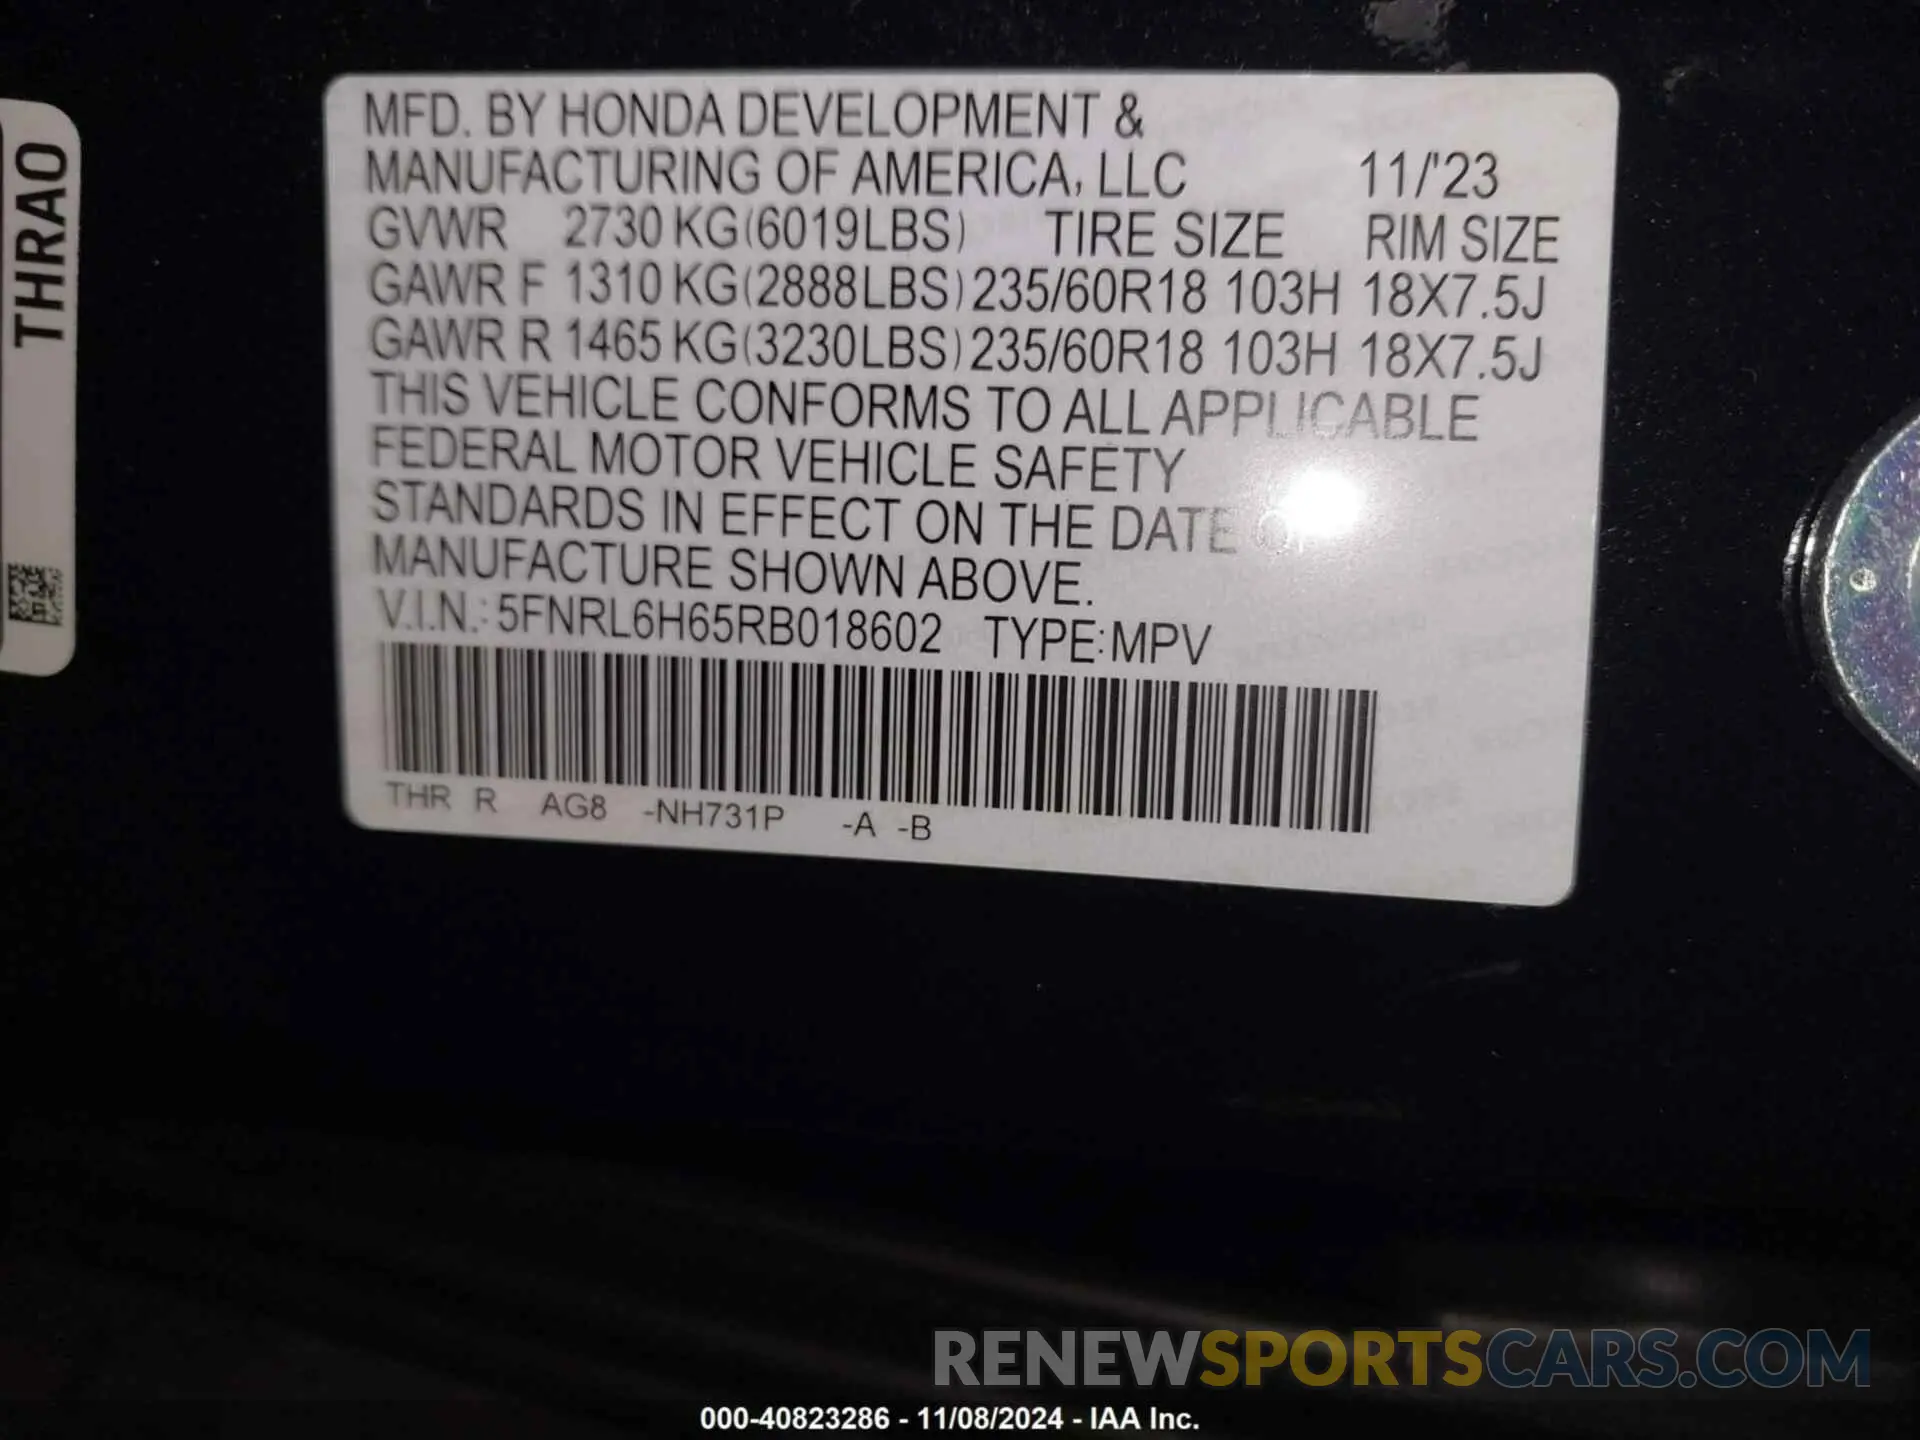 THRAO
MFD. BY HONDA DEVELOPMENT &
MANUFACTURING OF AMERICA, LLC 11/'23
GVWR 2730 KG(6019LBS) TIRE SIZE RIM SIZE
GAWR F 1310 KG(2888LBS) 235/60R18 103H 18X7.5J
GAWR R 1465 KG(3230LBS) 235/60R18 103H 18X7.5J
THIS VEHICLE CONFORMS TO ALL APPLICABLE
FEDERAL MOTOR VEHICLE SAFETY
STANDARDS IN EFFECT ON THE DATE
MANUFACTURE SHOWN ABOVE.
V.I.N.: 5FNRL6H65RB018602 TYPE:MPV
THR R AG8 -NH731P -A -B
RENEWSPORTSCARS.COM
000-40823286 - 11/08/2024 - IAA Inc.